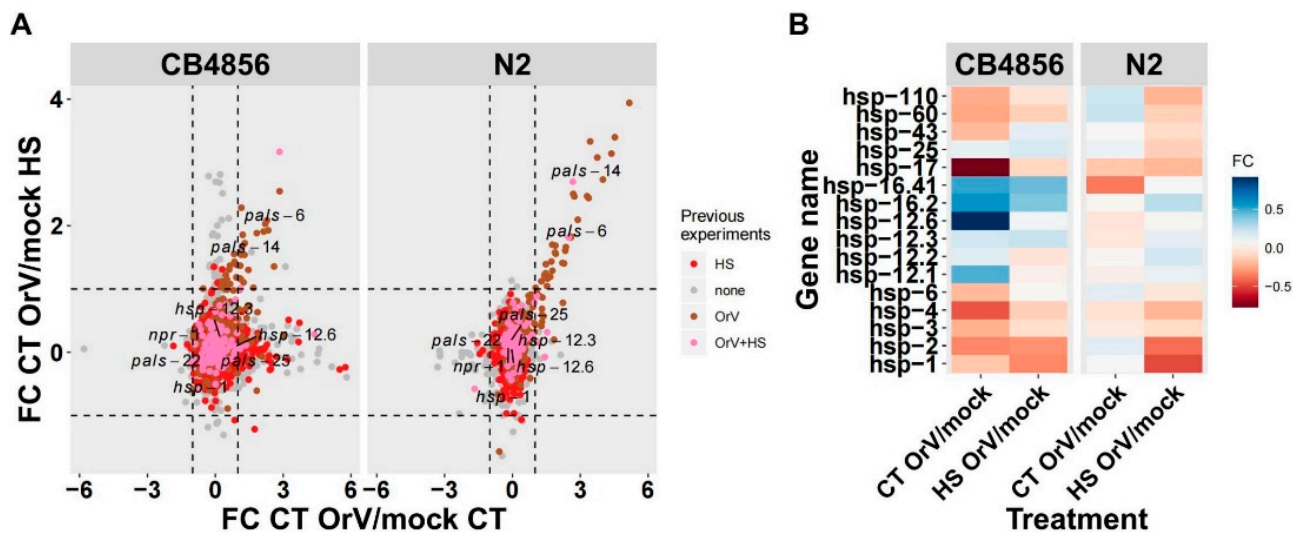 A
CB4856
N2
FC CT OrV/mock HS
4
2
0
pals-14
pals-6
pals-6
pals-14
hsp-12.3
npr-1
hsp-12.6
pals-22
pals-25
hsp-1
pals-25
pals-22
hsp-12.3
npr-1
hsp-12.6
hsp-1
−6
−3
0
3
6
−6
−3
0
3
6
FC CT OrV/mock CT
Previous
experiments
HS
none
OrV
OrV+HS
B
CB4856
N2
Gene name
hsp-110
hsp-60
hsp-43
hsp-25
hsp-17
hsp-16.41
hsp-16.2
hsp-12.6
hsp-12.3
hsp-12.2
hsp-12.1
hsp-6
hsp-4
hsp-3
hsp-2
hsp-1
CT OrV/mock
HS OrV/mock
CT OrV/mock
HS OrV/mock
Treatment
FC
0.5
0.0
−0.5